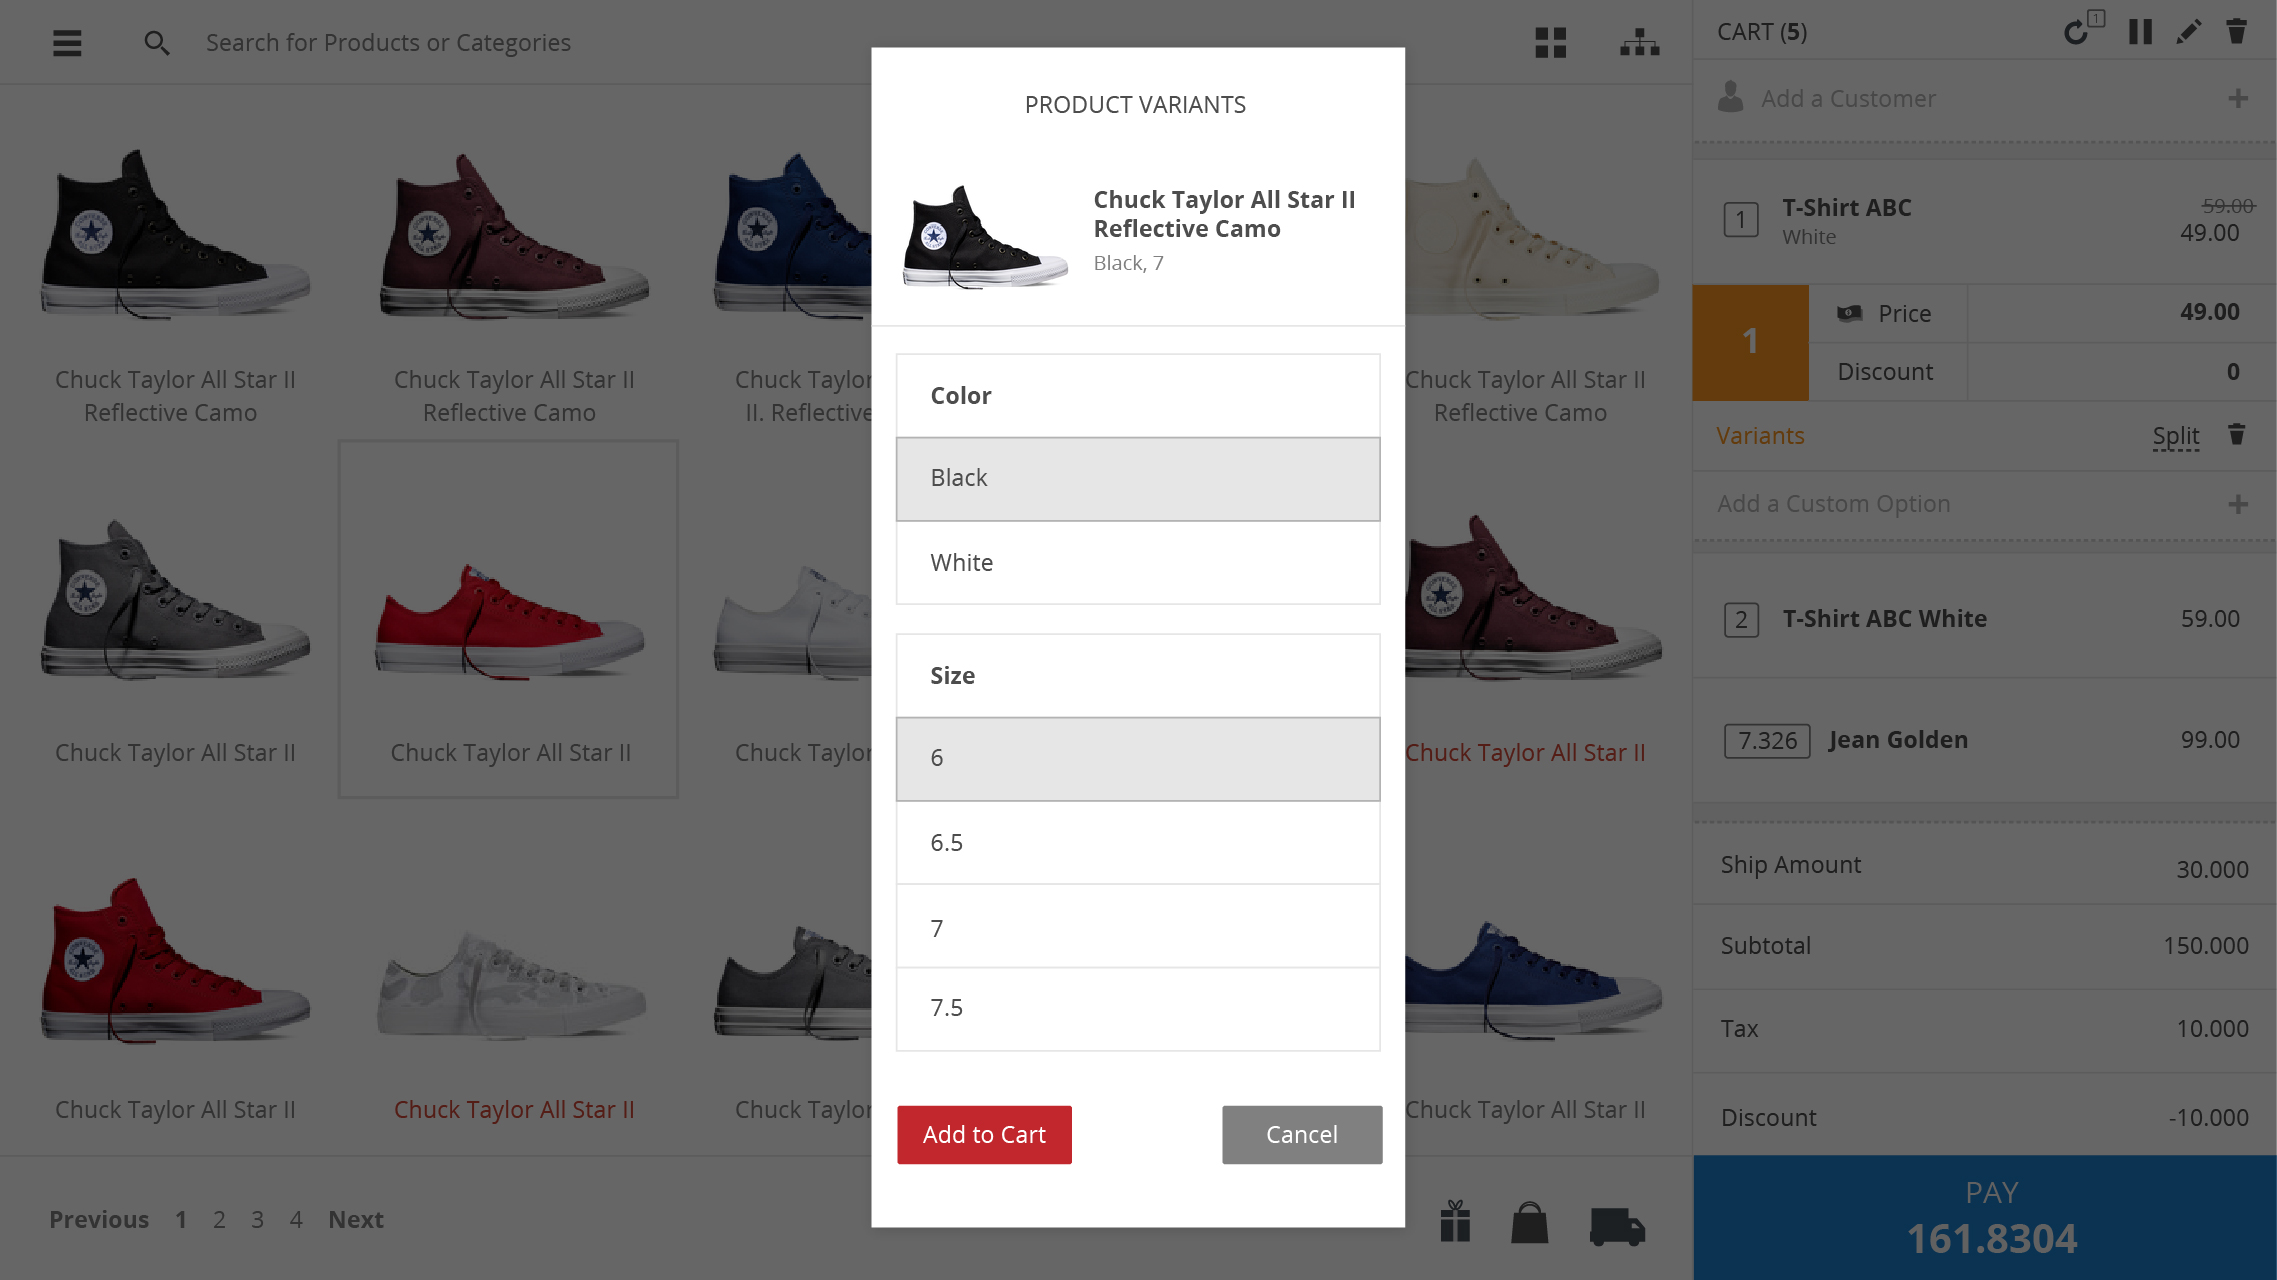 Search for Products or Categories
CART (5)
1
Add a Customer
PRODUCT VARIANTS
Chuck Taylor All Star II
Reflective Camo
Black, 7
Color
Black
White
Size
6
6.5
7
7.5
Add to Cart
Cancel
Chuck Taylor All Star II
Reflective Camo
Chuck Taylor All Star II
Reflective Camo
Chuck Taylor
II. Reflective
Chuck Taylor All Star II
Reflective Camo
Chuck Taylor All Star II
Chuck Taylor All Star II
Chuck Taylor
Chuck Taylor All Star II
Chuck Taylor All Star II
Chuck Taylor All Star II
Chuck Taylor
Chuck Taylor All Star II
Previous 1 2 3 4 Next
1 T-Shirt ABC 59.00
White 49.00
1
Price 49.00
Discount 0
Variants Split
Add a Custom Option
2 T-Shirt ABC White 59.00
7.326 Jean Golden 99.00
Ship Amount 30.000
Subtotal 150.000
Tax 10.000
Discount -10.000
PAY
161.8304